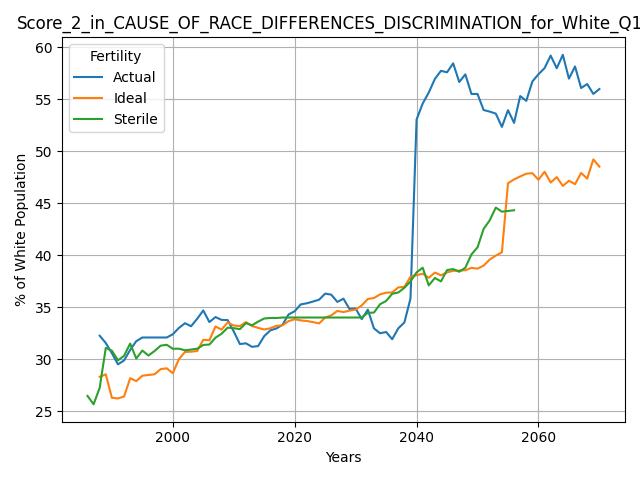 Score_2_in_CAUSE_OF_RACE_DIFFERENCES_DISCRIMINATION_for_White_Q1
Fertility
Actual
Ideal
Sterile
% of White Population
60
55
50
45
40
35
30
25
2000
2020
2040
2060
Years